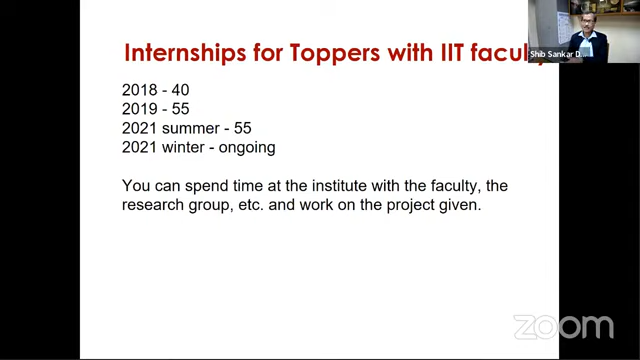 Internships for Toppers with IIT faculty
Shib Sankar D...
2018 - 40
2019 - 55
2021 summer - 55
2021 winter - ongoing
You can spend time at the institute with the faculty, the
research group, etc. and work on the project given.
zoom